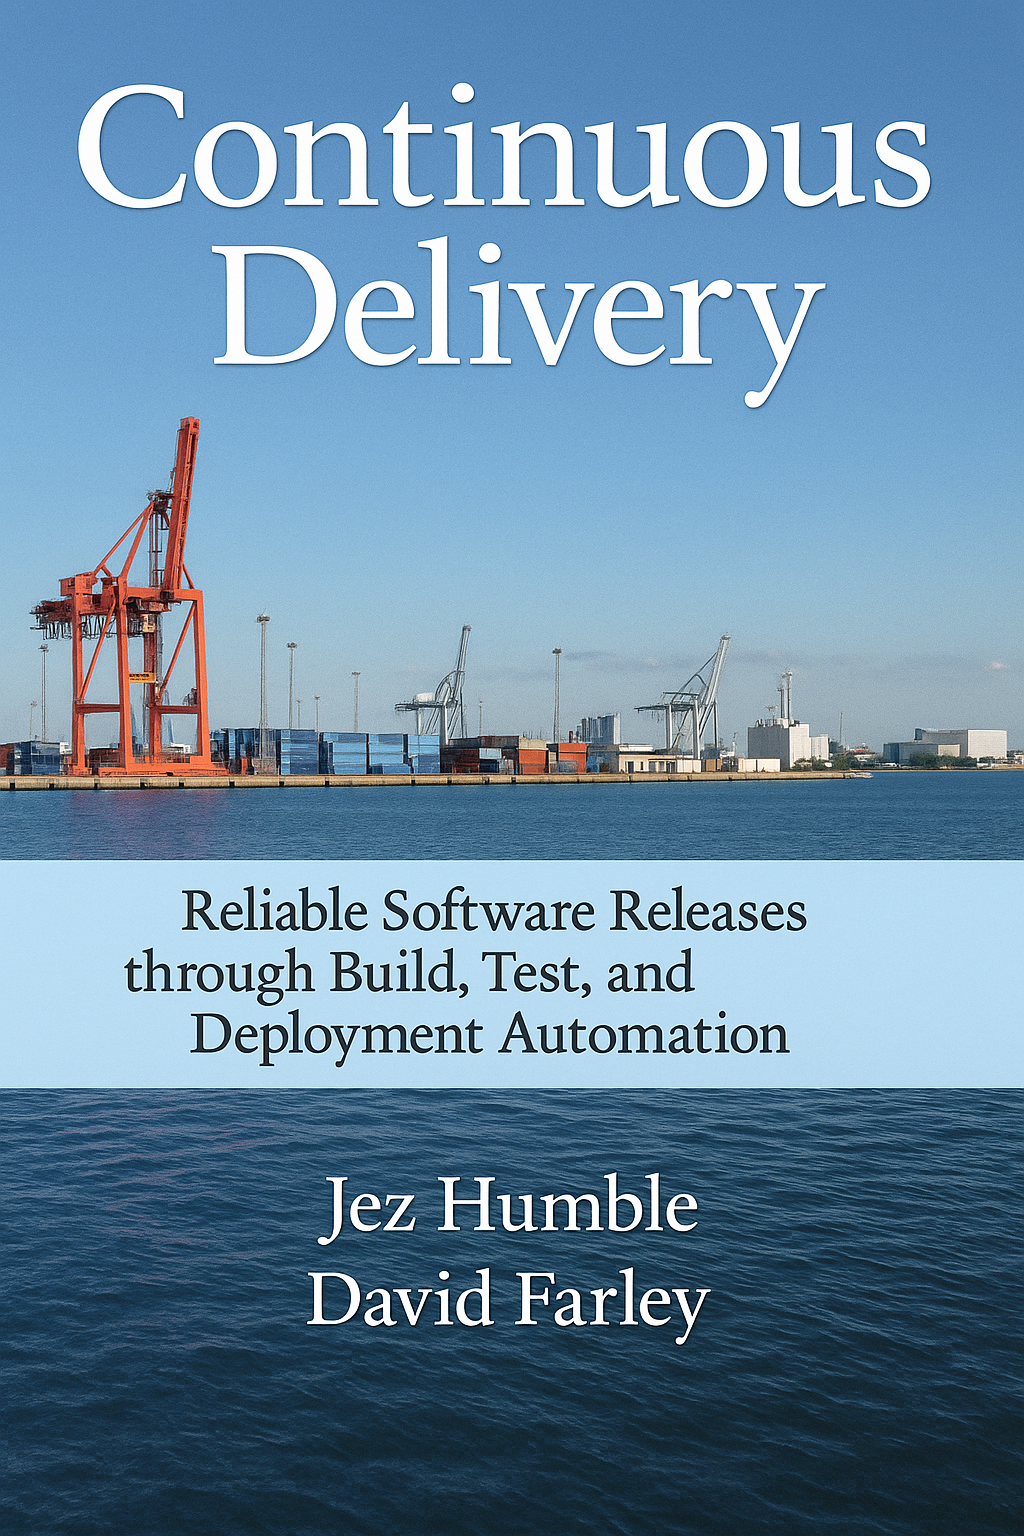 Continuous
Delivery
Reliable Software Releases
through Build, Test, and
Deployment Automation
Jez Humble
David Farley